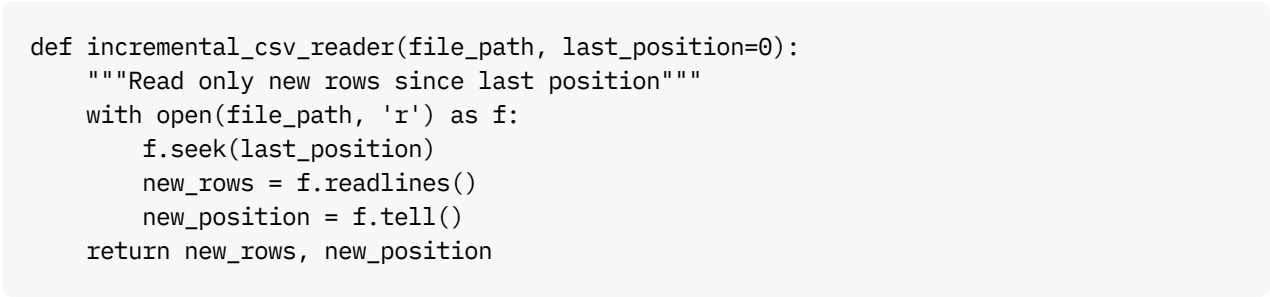 def incremental_csv_reader(file_path, last_position=0):
    """Read only new rows since last position"""
    with open(file_path, 'r') as f:
        f.seek(last_position)
        new_rows = f.readlines()
        new_position = f.tell()
    return new_rows, new_position